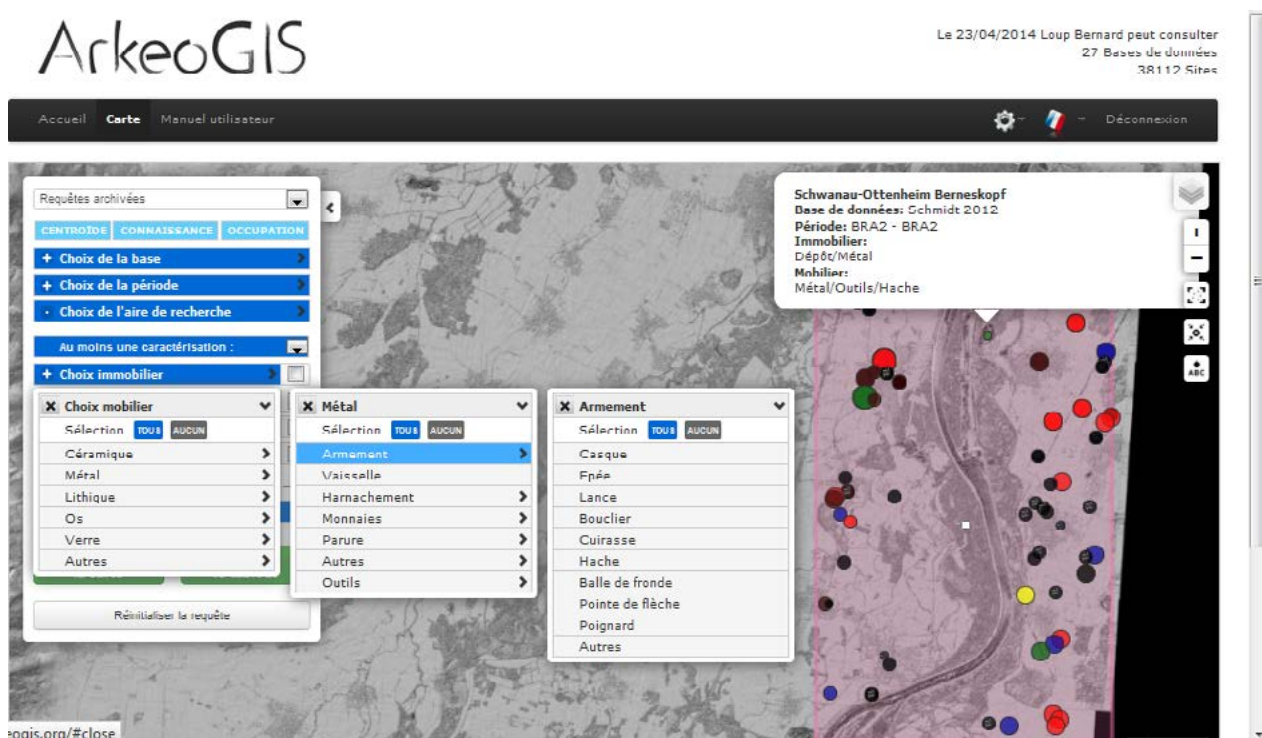 ArkeoGIS
Le 23/04/2014 Loup Bernard peut consulter
27 Bases de données
38112 Sites
Accueil Carte Manuel utilisateur
Déconnexion
Requêtes archivées
CENTROÏDE CONNAISSANCE OCCUPATION
+ Choix de la base
+ Choix de la période
Choix de l'aire de recherche
Au moins une caractérisation :
+ Choix immobilier
Choix mobilier
Sélection TOUS AUCUN
Céramique
Métal
Lithique
Os
Verre
Autres
Métal
Sélection TOUS AUCUN
Armement
Vaisselle
Harnachement
Monnaies
Parure
Autres
Outils
Armement
Sélection TOUS AUCUN
Casque
Epée
Lance
Bouclier
Cuirasse
Hache
Balle de fronde
Pointe de flèche
Poignard
Autres
Réinitialiser la requête
Schwanau-Ottenheim Berneskopf
Base de données: Schmidt 2012
Période: BRA2 - BRA2
Immobilier:
Dépôt/Métal
Mobilier:
Métal/Outils/Hache
ABC
eogis.org/#close